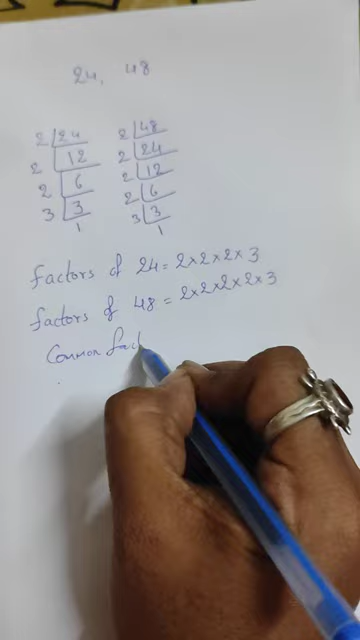 24, 48
2 24 2 48
2 12 2 24
2 6 2 12
3 3 2 6
1 3 3
1
factors of 24 = 2×2×2×3
factors of 48 = 2×2×2×2×3
Common fact